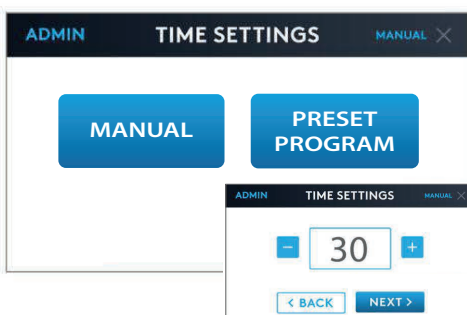 ADMIN TIME SETTINGS MANUAL
MANUAL
PRESET
PROGRAM
ADMIN TIME SETTINGS MANUAL
- 30 +
< BACK NEXT >